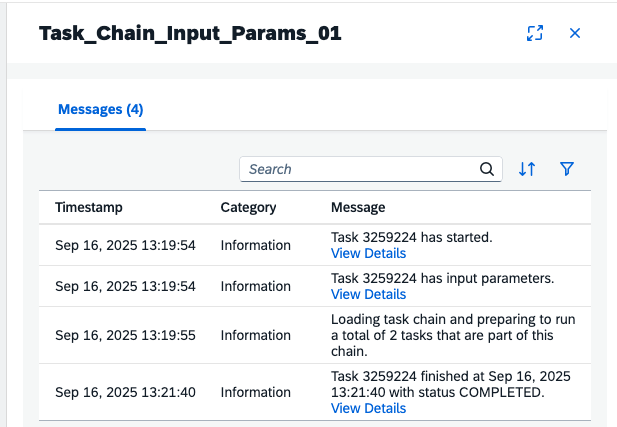 Task_Chain_Input_Params_01
Messages (4)
Search
Timestamp Category Message
Sep 16, 2025 13:19:54 Information Task 3259224 has started.
View Details
Sep 16, 2025 13:19:54 Information Task 3259224 has input parameters.
View Details
Sep 16, 2025 13:19:55 Information Loading task chain and preparing to run
a total of 2 tasks that are part of this
chain.
Sep 16, 2025 13:21:40 Information Task 3259224 finished at Sep 16, 2025
13:21:40 with status COMPLETED.
View Details